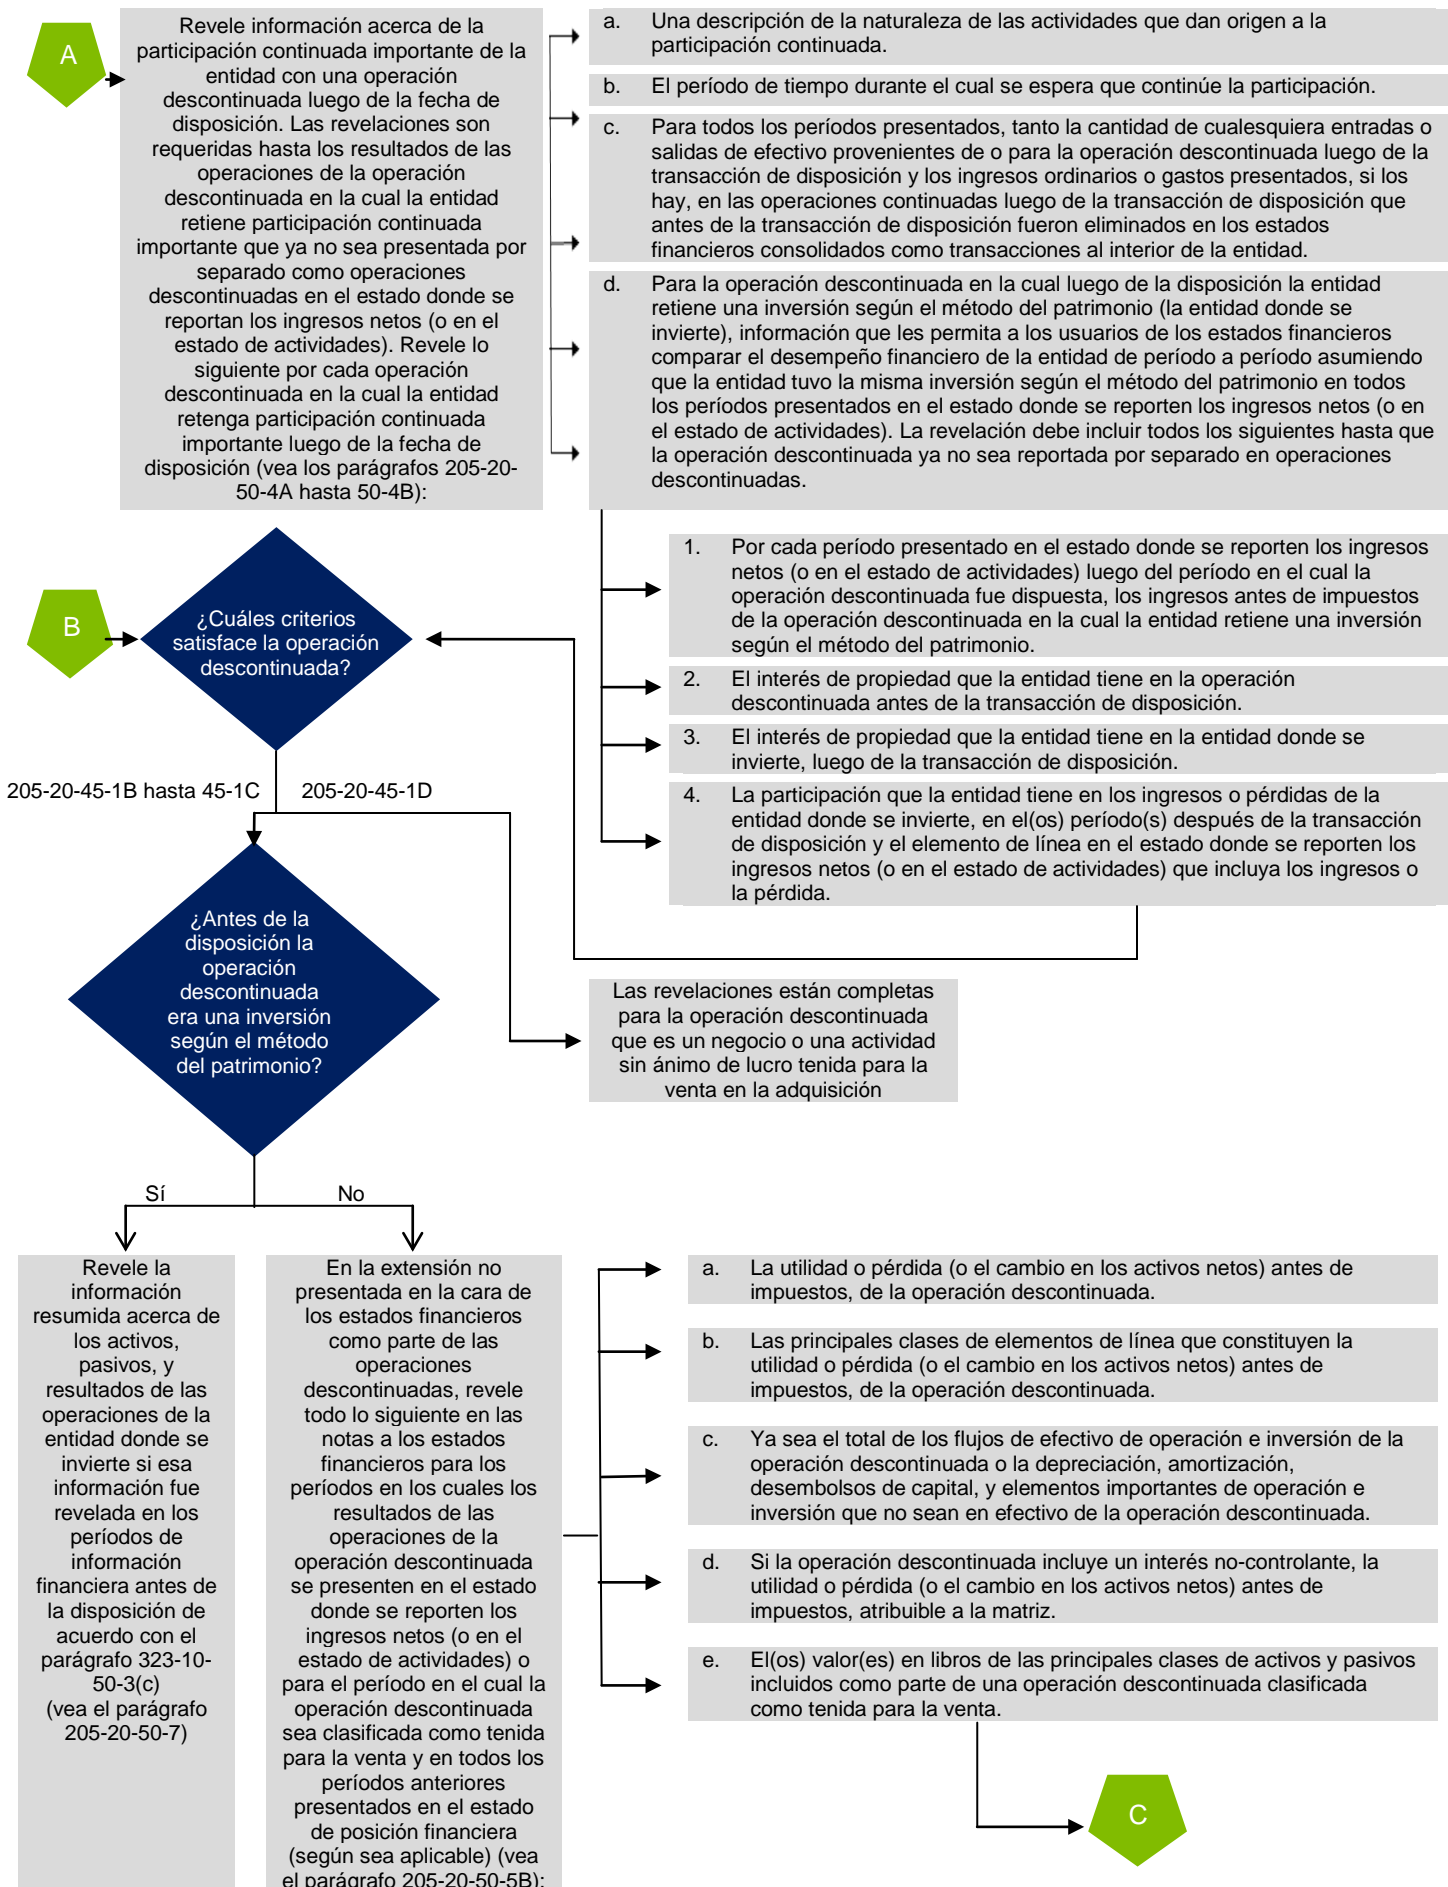 A
Revele información acerca de la
participación continuada importante de la
entidad con una operación
descontinuada luego de la fecha de
disposición. Las revelaciones son
requeridas hasta los resultados de las
operaciones de la operación
descontinuada en la cual la entidad
retiene participación continuada
importante que ya no sea presentada por
separado como operaciones
descontinuadas en el estado donde se
reportan los ingresos netos (o en el
estado de actividades). Revele lo
siguiente por cada operación
descontinuada en la cual la entidad
retenga participación continuada
importante luego de la fecha de
disposición (vea los parágrafos 205-20-
50-4A hasta 50-4B):
a. Una descripción de la naturaleza de las actividades que dan origen a la
participación continuada.
b. El período de tiempo durante el cual se espera que continúe la participación.
c. Para todos los períodos presentados, tanto la cantidad de cualesquiera entradas o
salidas de efectivo provenientes de o para la operación descontinuada luego de la
transacción de disposición y los ingresos ordinarios o gastos presentados, si los
hay, en las operaciones continuadas luego de la transacción de disposición que
antes de la transacción de disposición fueron eliminados en los estados
financieros consolidados como transacciones al interior de la entidad.
d. Para la operación descontinuada en la cual luego de la disposición la entidad
retiene una inversión según el método del patrimonio (la entidad donde se
invierte), información que les permita a los usuarios de los estados financieros
comparar el desempeño financiero de la entidad de período a período asumiendo
que la entidad tuvo la misma inversión según el método del patrimonio en todos
los períodos presentados en el estado donde se reporten los ingresos netos (o en
el estado de actividades). La revelación debe incluir todos los siguientes hasta que
la operación descontinuada ya no sea reportada por separado en operaciones
descontinuadas.
1. Por cada período presentado en el estado donde se reporten los ingresos
netos (o en el estado de actividades) luego del período en el cual la
operación descontinuada fue dispuesta, los ingresos antes de impuestos
de la operación descontinuada en la cual la entidad retiene una inversión
según el método del patrimonio.
2. El interés de propiedad que la entidad tiene en la operación
descontinuada antes de la transacción de disposición.
3. El interés de propiedad que la entidad tiene en la entidad donde se
invierte, luego de la transacción de disposición.
4. La participación que la entidad tiene en los ingresos o pérdidas de la
entidad donde se invierte, en el(os) período(s) después de la transacción
de disposición y el elemento de línea en el estado donde se reporten los
ingresos netos (o en el estado de actividades) que incluya los ingresos o
la pérdida.
B
¿Cuáles criterios
satisface la operación
descontinuada?
205-20-45-1B hasta 45-1C
205-20-45-1D
¿Antes de la
disposición la
operación
descontinuada
era una inversión
según el método
del patrimonio?
Las revelaciones están completas
para la operación descontinuada
que es un negocio o una actividad
sin ánimo de lucro tenida para la
venta en la adquisición
Sí
No
Revele la
información
resumida acerca de
los activos,
pasivos, y
resultados de las
operaciones de la
entidad donde se
invierte si esa
información fue
revelada en los
períodos de
información
financiera antes de
la disposición de
acuerdo con el
parágrafo 323-10-
50-3(c)
(vea el parágrafo
205-20-50-7)
En la extensión no
presentada en la cara de
los estados financieros
como parte de las
operaciones
descontinuadas, revele
todo lo siguiente en las
notas a los estados
financieros para los
períodos en los cuales los
resultados de las
operaciones de la
operación descontinuada
se presenten en el estado
donde se reporten los
ingresos netos (o en el
estado de actividades) o
para el período en el cual la
operación descontinuada
sea clasificada como tenida
para la venta y en todos los
períodos anteriores
presentados en el estado
de posición financiera
(según sea aplicable) (vea
el parágrafo 205-20-50-5B):
a. La utilidad o pérdida (o el cambio en los activos netos) antes de
impuestos, de la operación descontinuada.
b. Las principales clases de elementos de línea que constituyen la
utilidad o pérdida (o el cambio en los activos netos) antes de
impuestos, de la operación descontinuada.
c. Ya sea el total de los flujos de efectivo de operación e inversión de la
operación descontinuada o la depreciación, amortización,
desembolsos de capital, y elementos importantes de operación e
inversión que no sean en efectivo de la operación descontinuada.
d. Si la operación descontinuada incluye un interés no-controlante, la
utilidad o pérdida (o el cambio en los activos netos) antes de
impuestos, atribuible a la matriz.
e. El(os) valor(es) en libros de las principales clases de activos y pasivos
incluidos como parte de una operación descontinuada clasificada
como tenida para la venta.
C